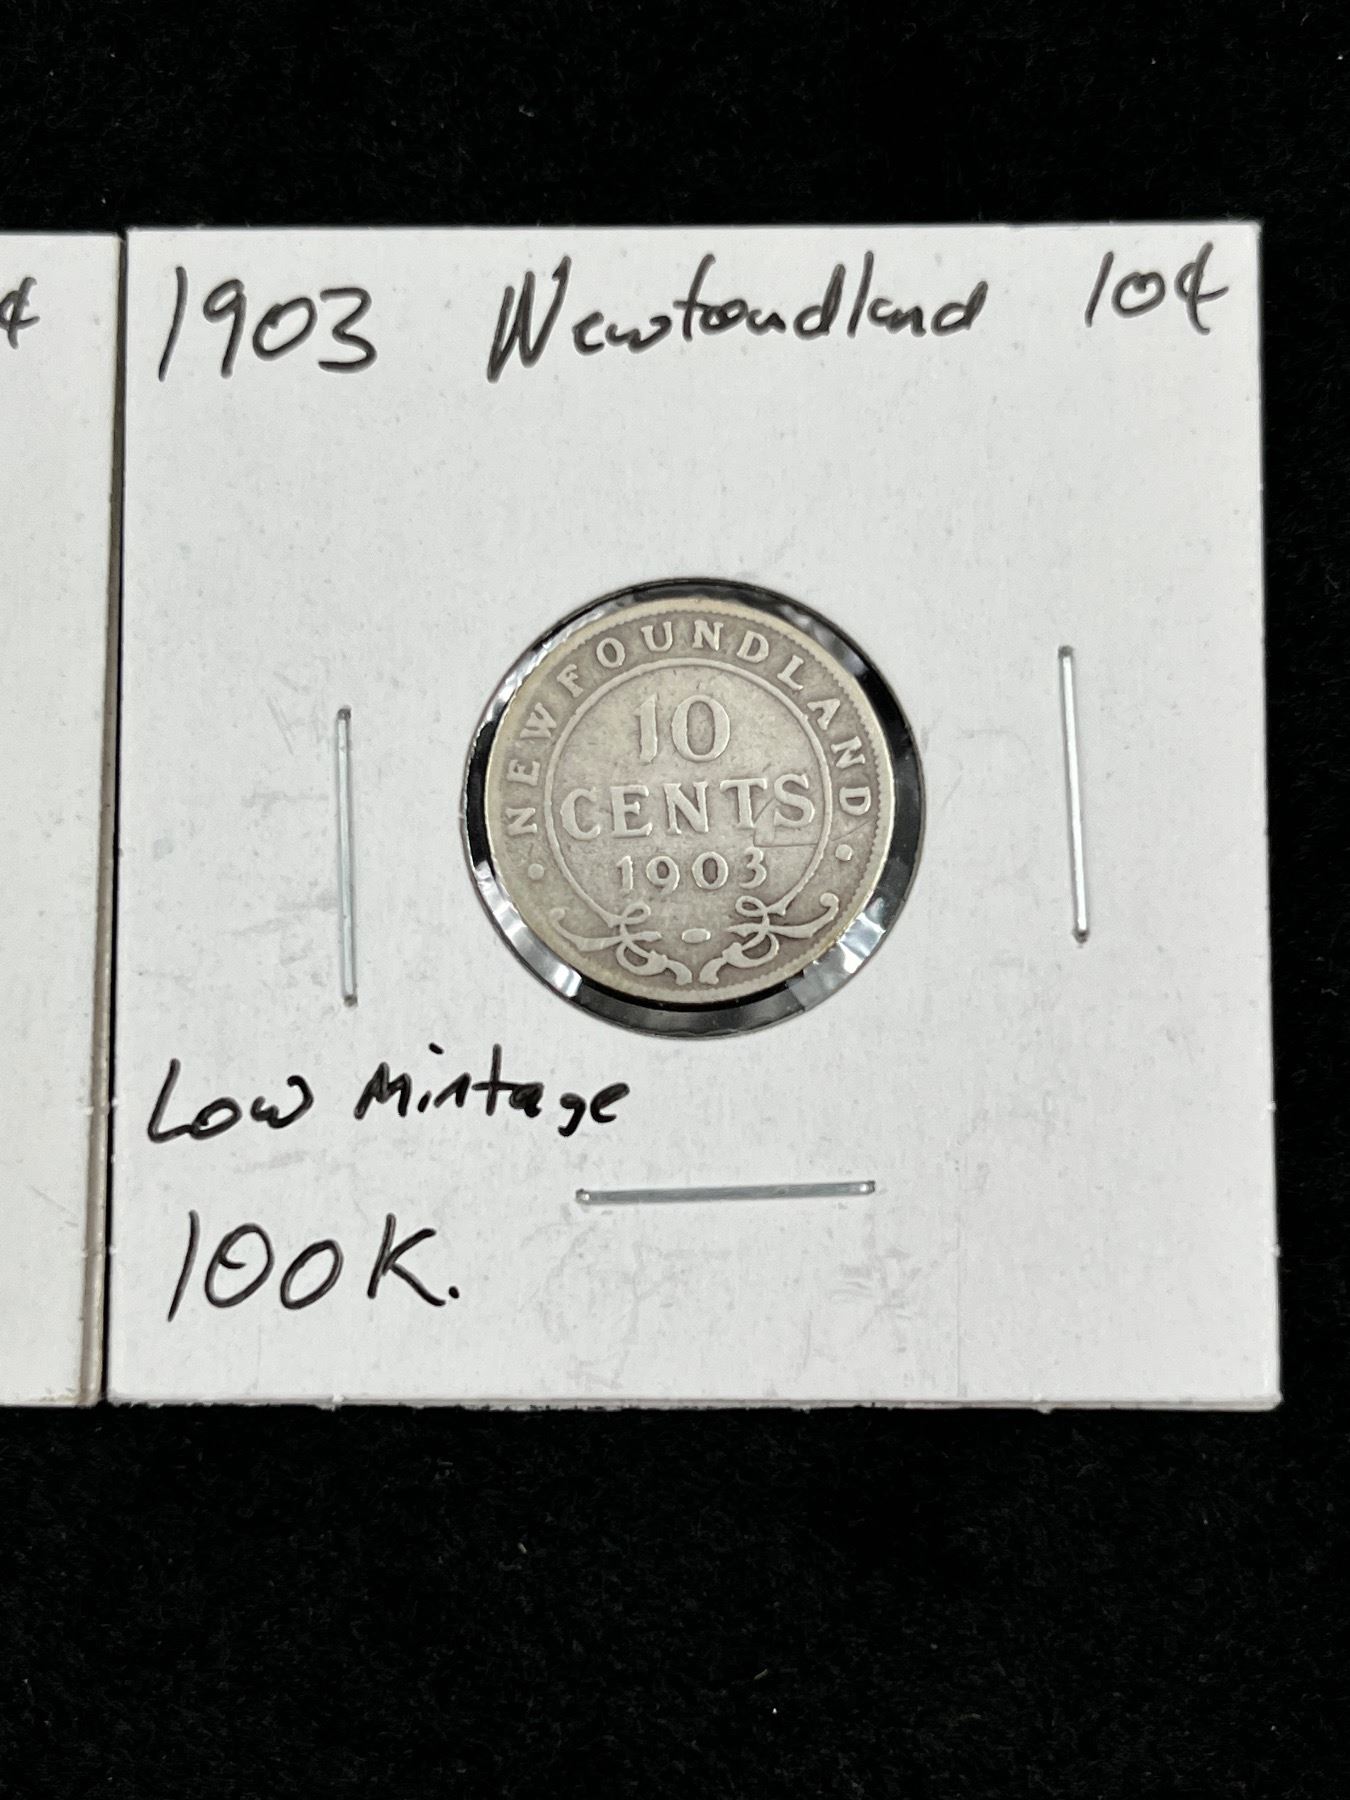 ¢
1903 Newfoundland 10¢
NEWFOUNDLAND
10
CENTS
1903
Low Mintage
100K.